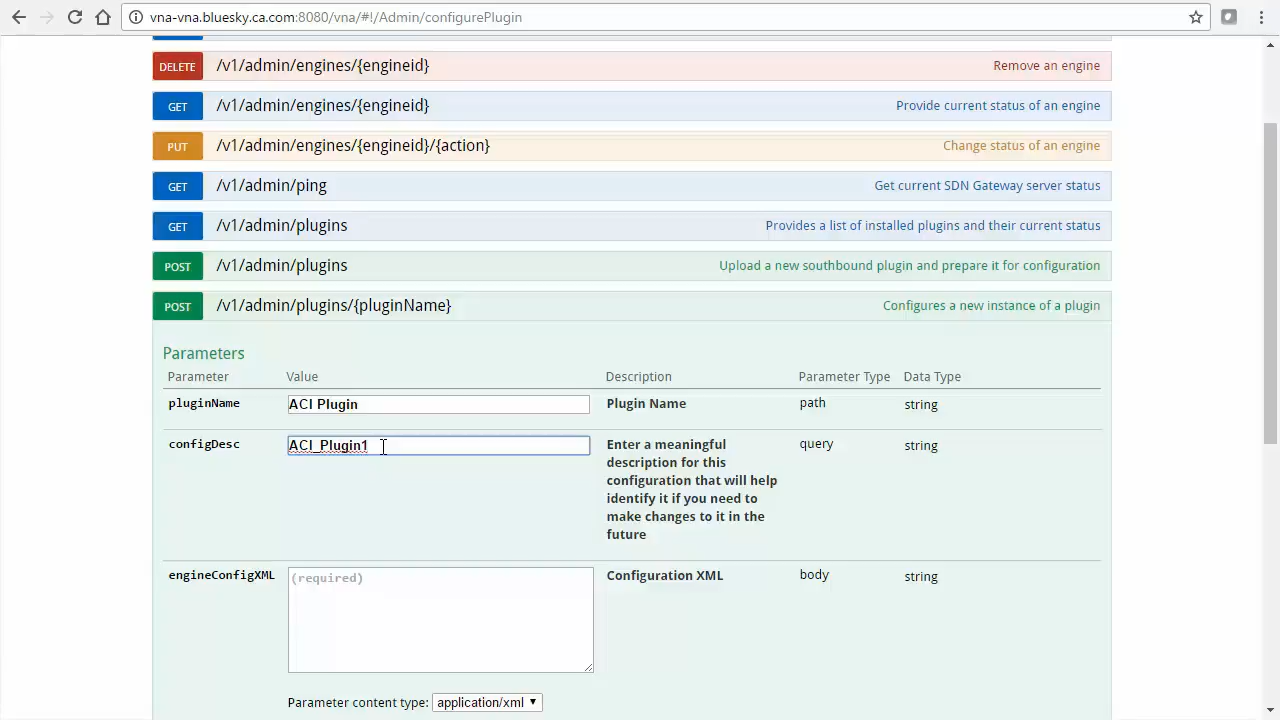 vna-vna.bluesky.ca.com:8080/vna/#!/Admin/configurePlugin
DELETE /v1/admin/engines/{engineid} Remove an engine
GET /v1/admin/engines/{engineid} Provide current status of an engine
PUT /v1/admin/engines/{engineid}/{action} Change status of an engine
GET /v1/admin/ping Get current SDN Gateway server status
GET /v1/admin/plugins Provides a list of installed plugins and their current status
POST /v1/admin/plugins Upload a new southbound plugin and prepare it for configuration
POST /v1/admin/plugins/{pluginName} Configures a new instance of a plugin
Parameters
Parameter Value Description Parameter Type Data Type
pluginName ACI Plugin Plugin Name path string
configDesc ACI_Plugin1 Enter a meaningful query string
description for this
configuration that will help
identify it if you need to
make changes to it in the
future
engineConfigXML (required) Configuration XML body string
Parameter content type: application/xml